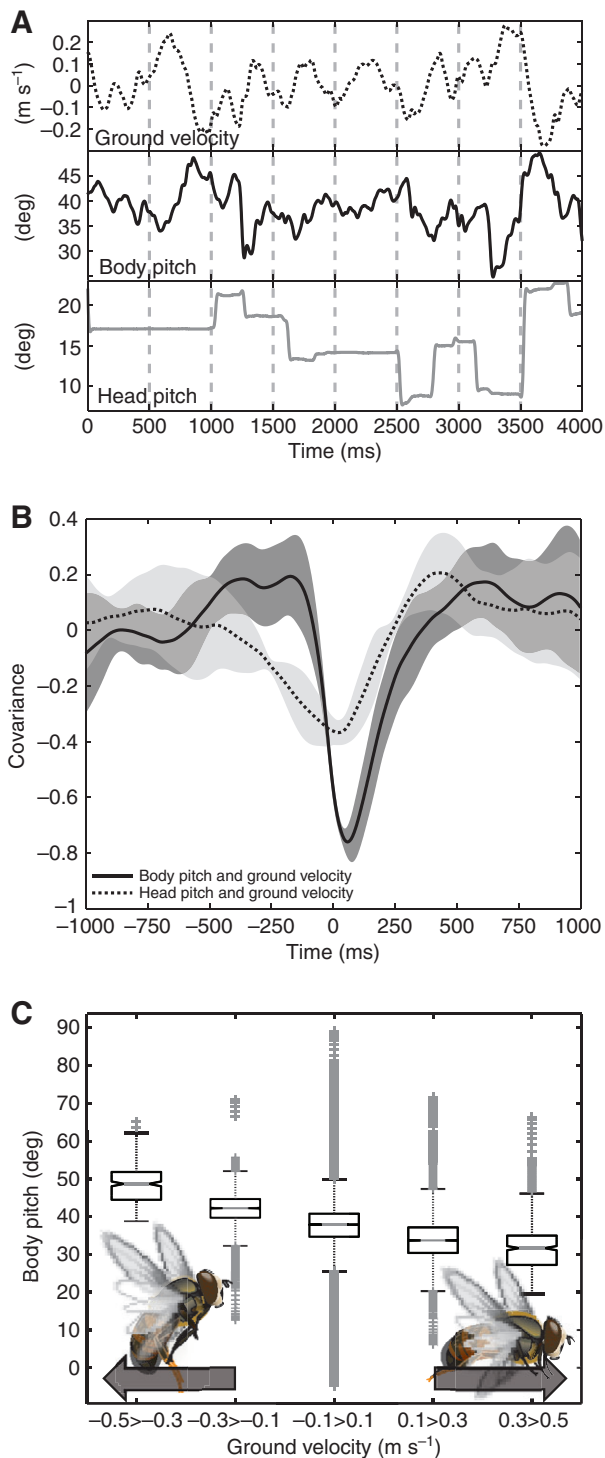 A
0.2
0.1
0
−0.1
−0.2
(m s−1)
Ground velocity
45
40
35
30
(deg)
Body pitch
20
15
10
(deg)
Head pitch
0 500 1000 1500 2000 2500 3000 3500 4000
Time (ms)
B
0.4
0.2
0
−0.2
−0.4
−0.6
−0.8
−1
Covariance
Body pitch and ground velocity
Head pitch and ground velocity
−1000 −750 −500 −250 0 250 500 750 1000
Time (ms)
C
90
80
70
60
50
40
30
20
10
0
Body pitch (deg)
−0.5>−0.3 −0.3>−0.1 −0.1>0.1 0.1>0.3 0.3>0.5
Ground velocity (m s−1)